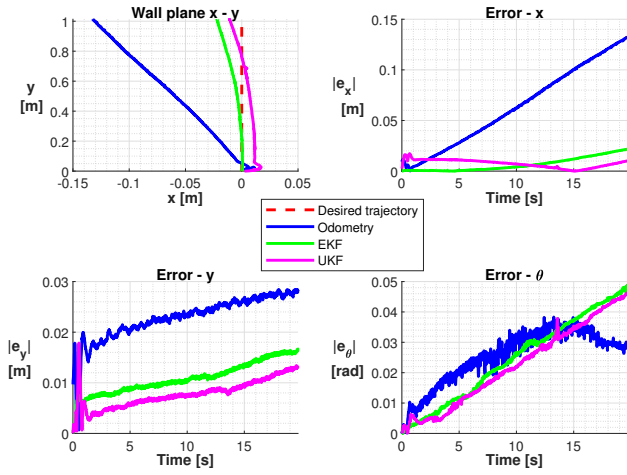 Wall plane x - y
1
0.8
0.6
0.4
0.2
0
y
[m]
-0.15
-0.1
-0.05
0
0.05
x [m]
Error - x
0.15
0.1
0.05
0
|e_x|
[m]
0
5
10
15
Time [s]
Desired trajectory
Odometry
EKF
UKF
Error - y
0.03
0.02
0.01
0
|e_y|
[m]
0
5
10
15
Time [s]
Error - θ
0.05
0.04
0.03
0.02
0.01
0
|e_θ|
[rad]
0
5
10
15
Time [s]